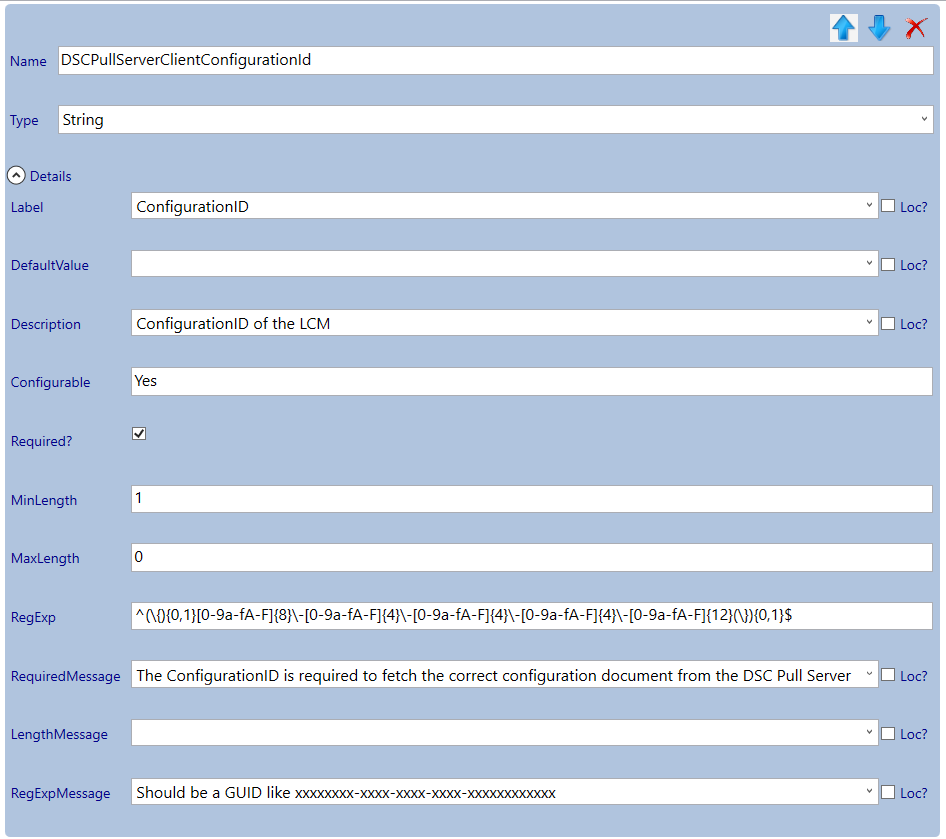 Name DSCPullServerClientConfigurationId
Type String
Details
Label ConfigurationID Loc?
DefaultValue Loc?
Description ConfigurationID of the LCM Loc?
Configurable Yes
Required?
MinLength 1
MaxLength 0
RegExp ^(\{){0,1}[0-9a-fA-F]{8}\-[0-9a-fA-F]{4}\-[0-9a-fA-F]{4}\-[0-9a-fA-F]{4}\-[0-9a-fA-F]{12}(\}){0,1}$
RequiredMessage The ConfigurationID is required to fetch the correct configuration document from the DSC Pull Server Loc?
LengthMessage Loc?
RegExpMessage Should be a GUID like xxxxxxxx-xxxx-xxxx-xxxx-xxxxxxxxxxxx Loc?